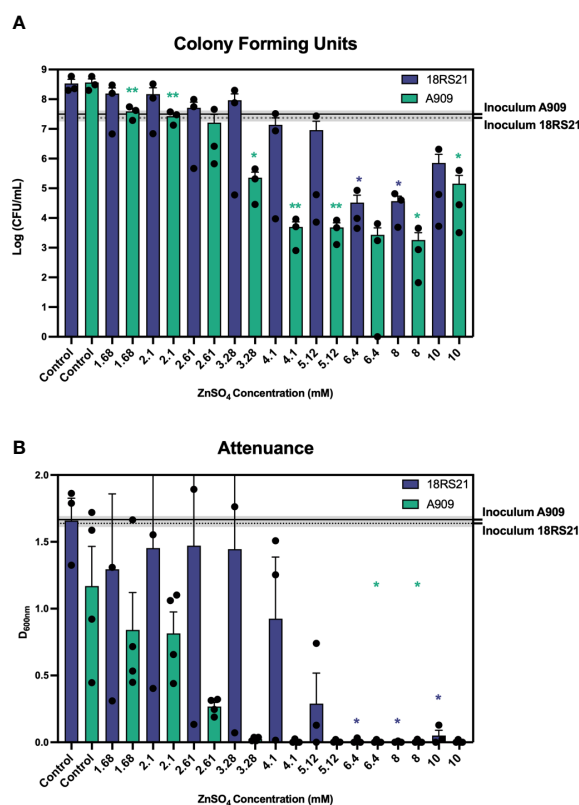 A
Colony Forming Units
9
8
7
6
5
4
3
2
1
0
Log (CFU/mL)
18RS21
A909
** ** * ** ** * * * *
Inoculum A909
Inoculum 18RS21
Control Control 1.68 1.68 2.1 2.1 2.61 2.61 3.28 3.28 4.1 4.1 5.12 5.12 6.4 6.4 8 8 10 10
ZnSO4 Concentration (mM)
B
Attenuance
2.0
1.5
1.0
0.5
0.0
D600nm
18RS21
A909
Inoculum A909
Inoculum 18RS21
* *
* * *
Control Control 1.68 1.68 2.1 2.1 2.61 2.61 3.28 3.28 4.1 4.1 5.12 5.12 6.4 6.4 8 8 10 10
ZnSO4 Concentration (mM)